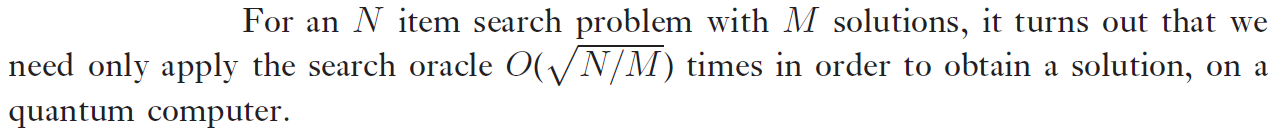 For an N item search problem with M solutions, it turns out that we
need only apply the search oracle O(√N/M) times in order to obtain a solution, on a
quantum computer.